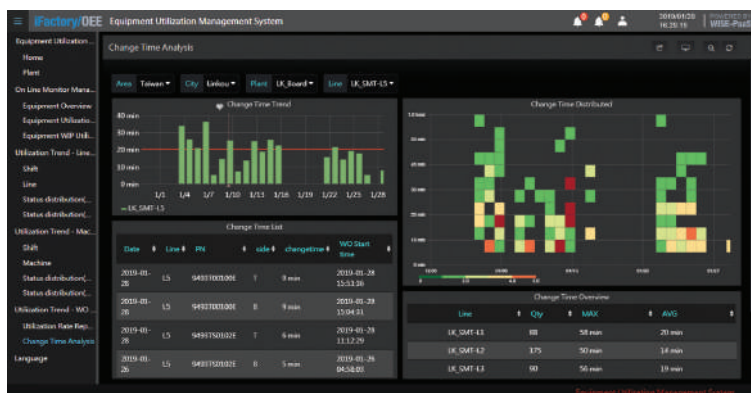 iFactory/OEE Equipment Utilization Management System
2019/01/28
16:25:15
POWERED BY
WISE-PaaS
Equipment Utilization ...
Home
Plant
On Line Monitor Mana...
Equipment Overview
Equipment Utilizatio...
Equipment WIP Utili...
Utilization Trend - Line...
Shift
Line
Status distribution(...
Status distribution(...
Utilization Trend - Mac...
Shift
Machine
Status distribution(...
Status distribution(...
Utilization Trend - WO ...
Utilization Rate Rep...
Change Time Analysis
Language
Change Time Analysis
Area Taiwan
City Linkou
Plant LK_Board
Line LK_SMT-L5
Change Time Trend
40 min
30 min
20 min
10 min
0 min
1/1 1/4 1/7 1/10 1/13 1/16 1/19 1/22 1/25 1/28
LK_SMT-L5
Change Time List
Date Line PN side changetime WO Start time
2019-01-28 L5 T 9 min 2019-01-28
L5 B 9 min 2019-01-28 15:04:31
2019-01-28 L5 T 6 min 2019-01-28 11:12:29
2019-01- L5 B 5 min
Change Time Distributed
Change Time Overview
Line Qty MAX AVG
LK_SMT-L1 88 58 min 20 min
LK_SMT-L2 175 50 min 14 min
LK_SMT-L3 90 56 min 19 min
Equipment Utilization Management System